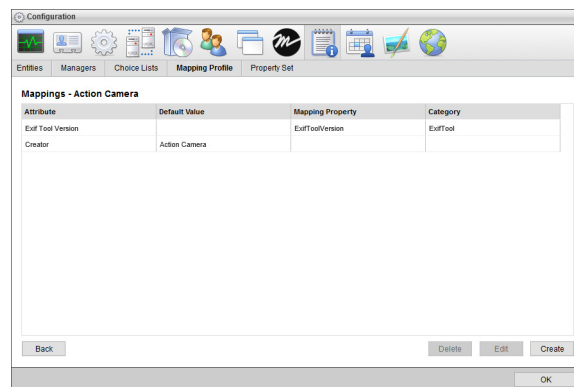 Configuration
Entities Managers Choice Lists Mapping Profile Property Set
Mappings - Action Camera
Attribute Default Value Mapping Property Category
Exif Tool Version ExifToolVersion ExifTool
Creator Action Camera
Back Delete Edit Create
OK